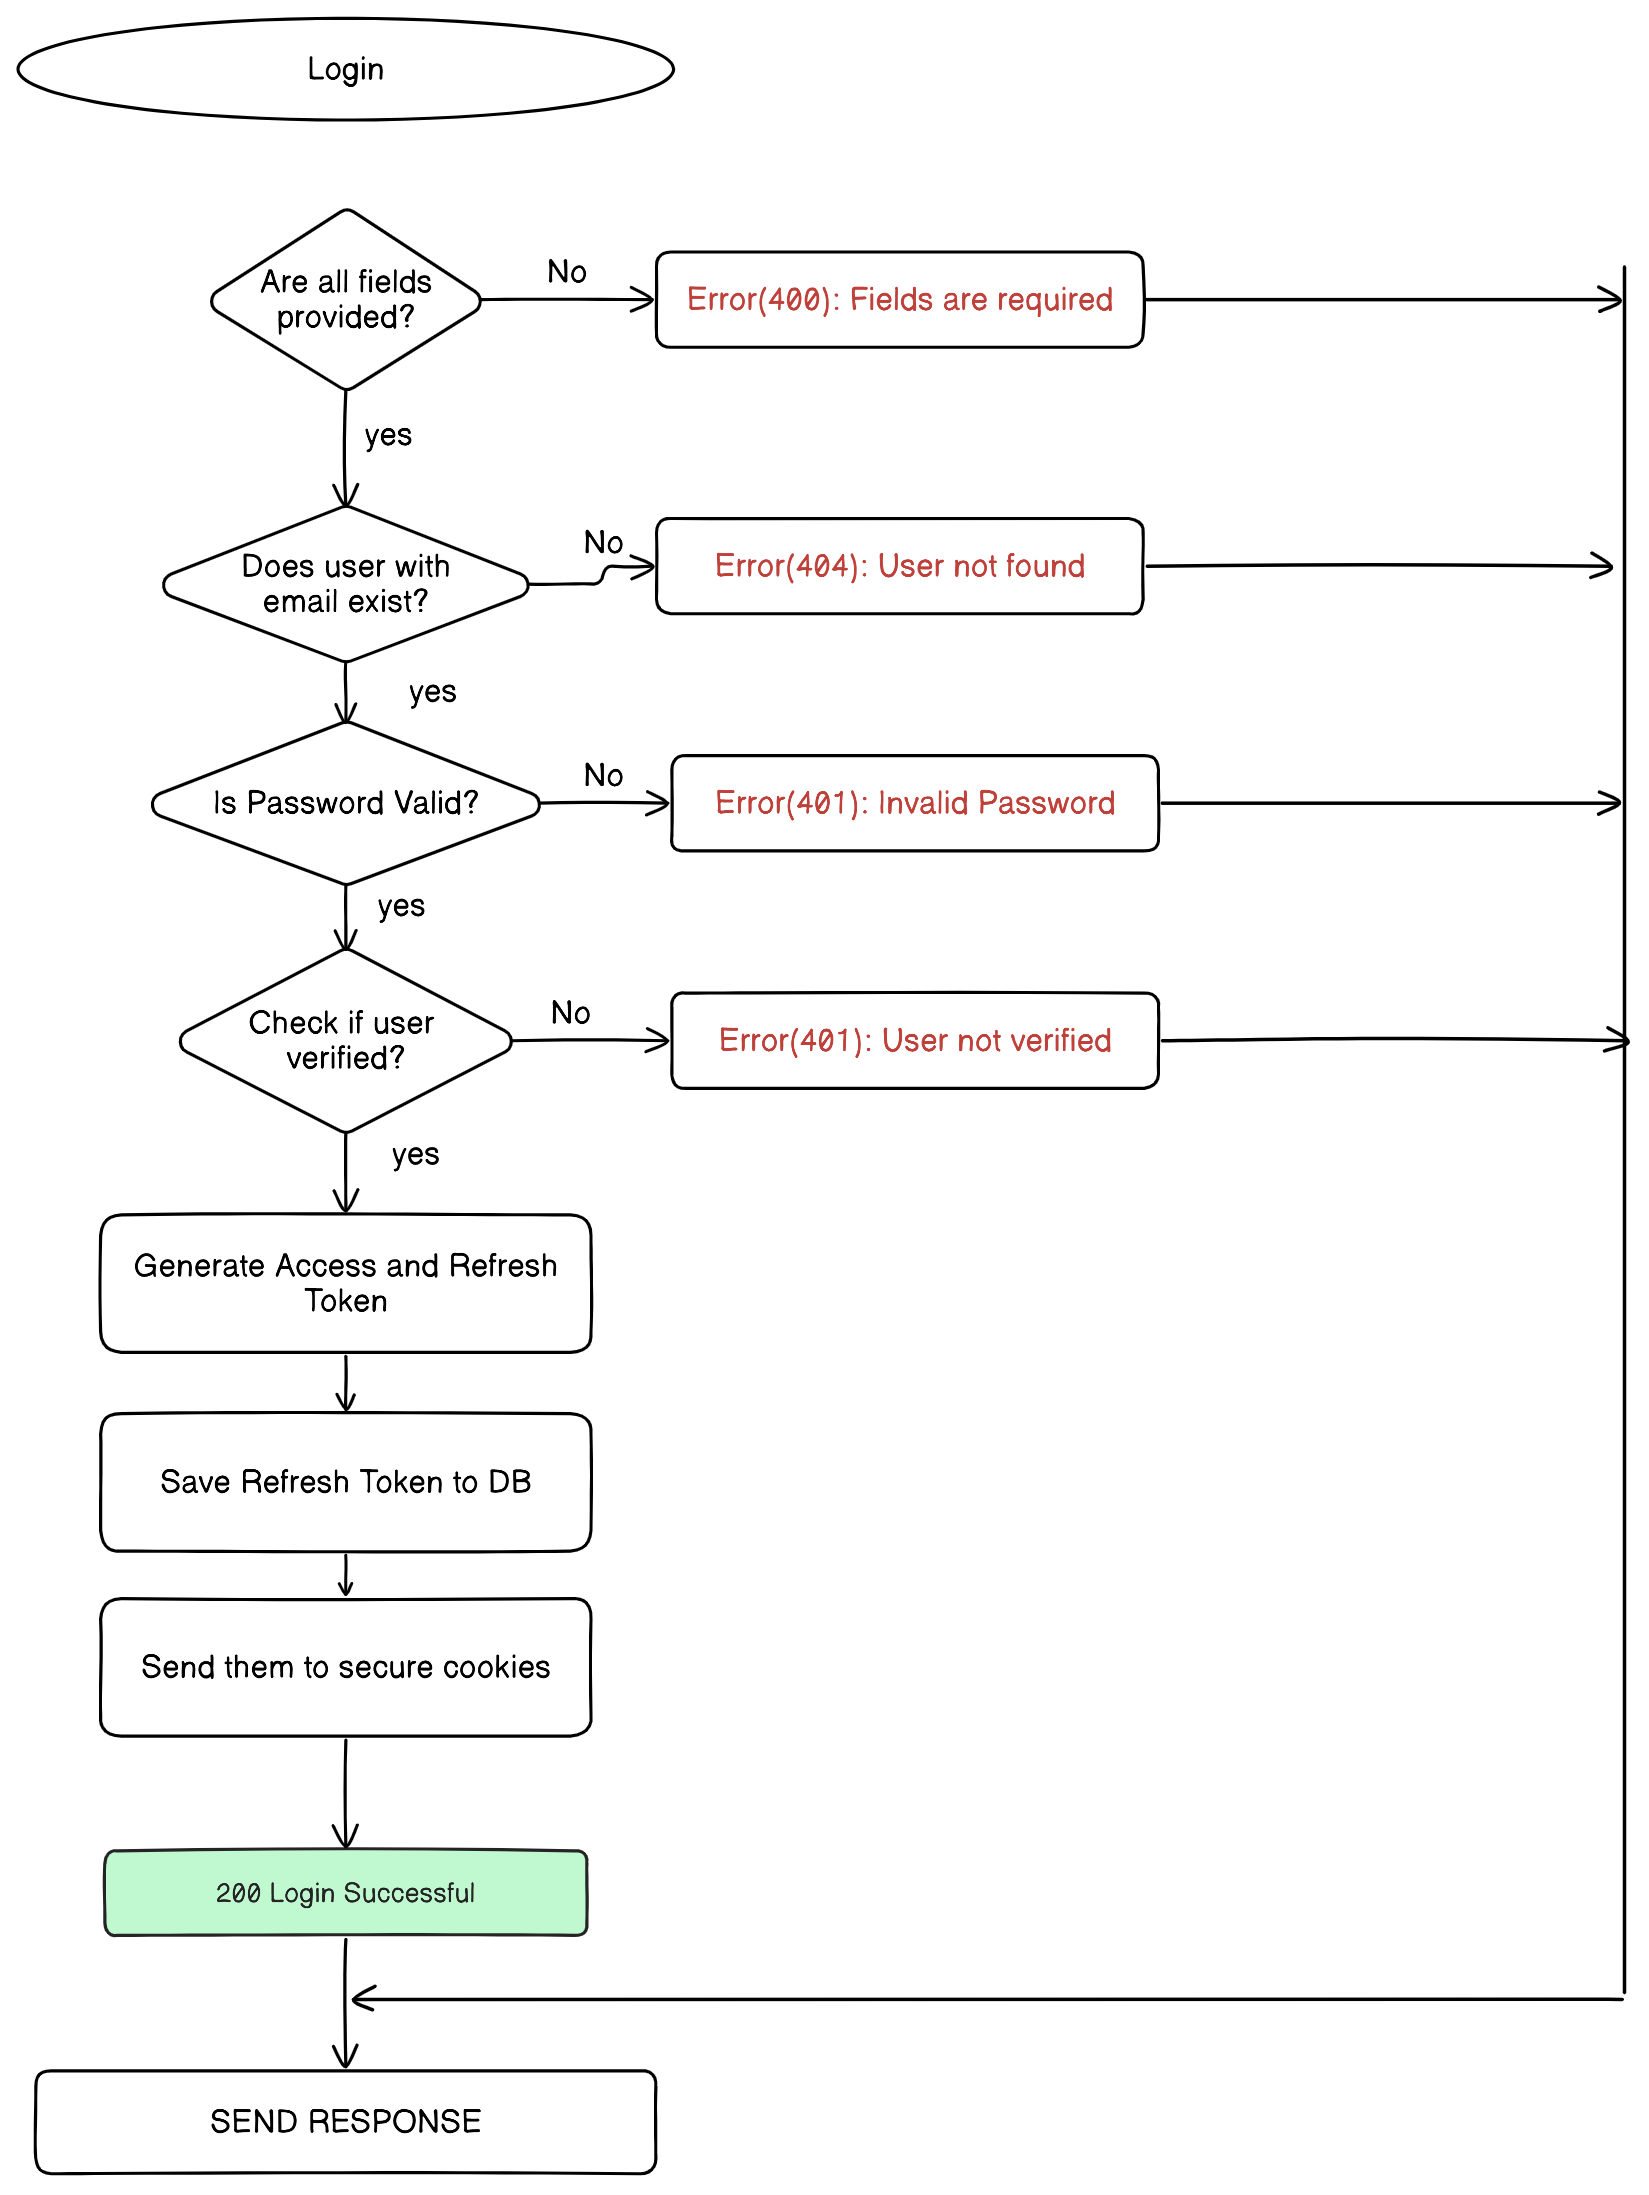 Login
Are all fields
provided?
No
Error(400): Fields are required
yes
Does user with
email exist?
No
Error(404): User not found
yes
Is Password Valid?
No
Error(401): Invalid Password
yes
Check if user
verified?
No
Error(401): User not verified
yes
Generate Access and Refresh
Token
Save Refresh Token to DB
Send them to secure cookies
200 Login Successful
SEND RESPONSE